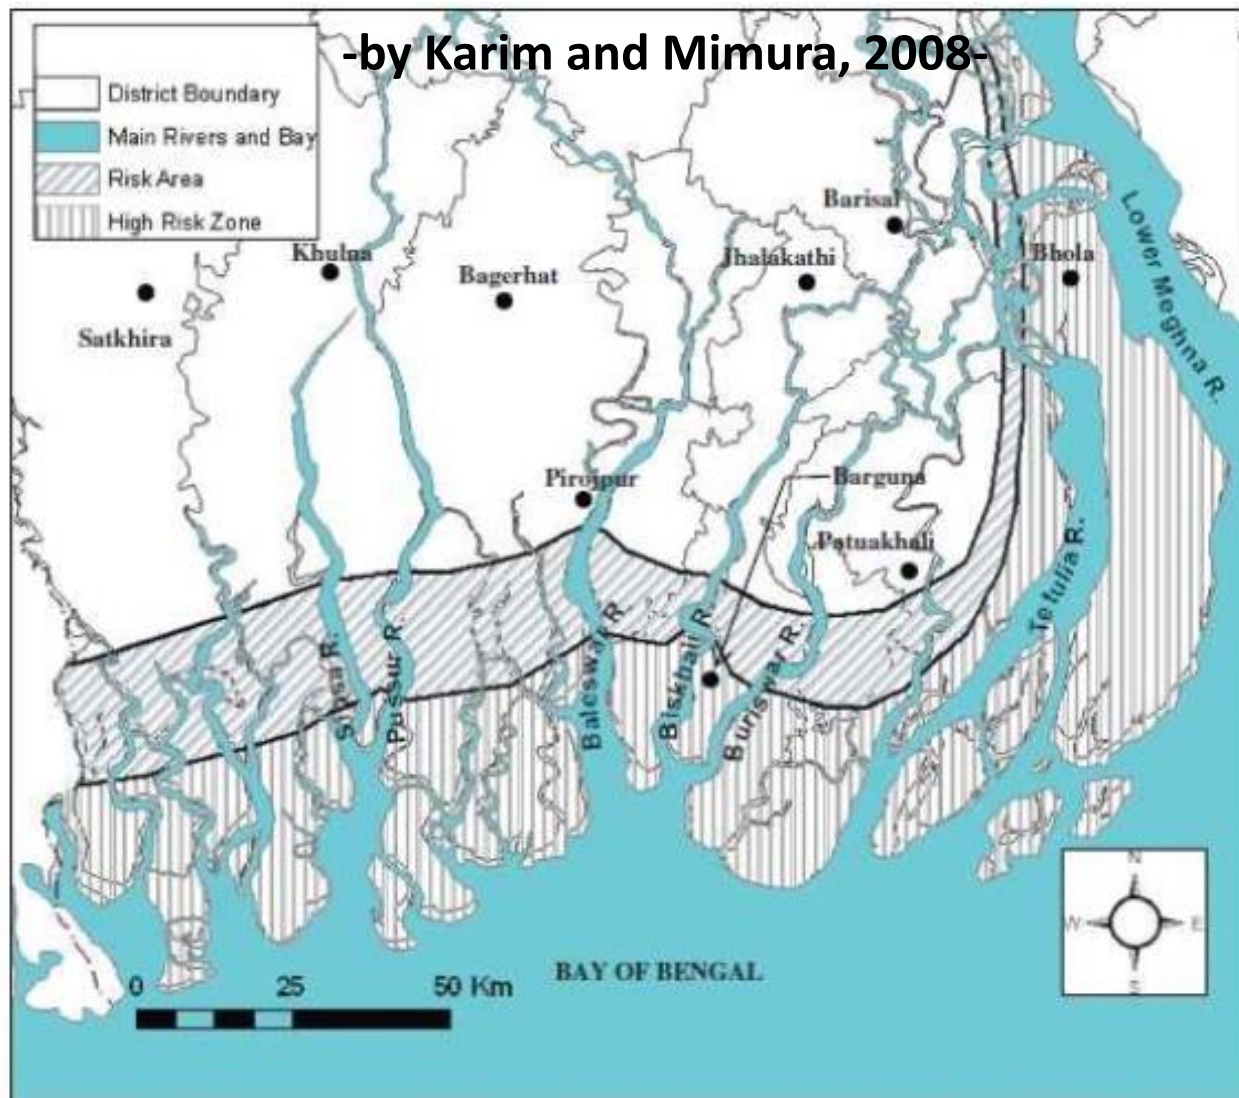 -by Karim and Mimura, 2008-
District Boundary
Main Rivers and Bay
Risk Area
High Risk Zone
Barisal
Khulna
Bagerhat
Jhalakathi
Bhola
Satkhira
Lower Meghna R.
Pirojpur
Barguna
Patuakhali
Tetulia R.
Sipsa R.
Pussur R.
Baleswar R.
Biskhali R.
Buriswar R.
N
W E
S
BAY OF BENGAL
0 25 50 Km